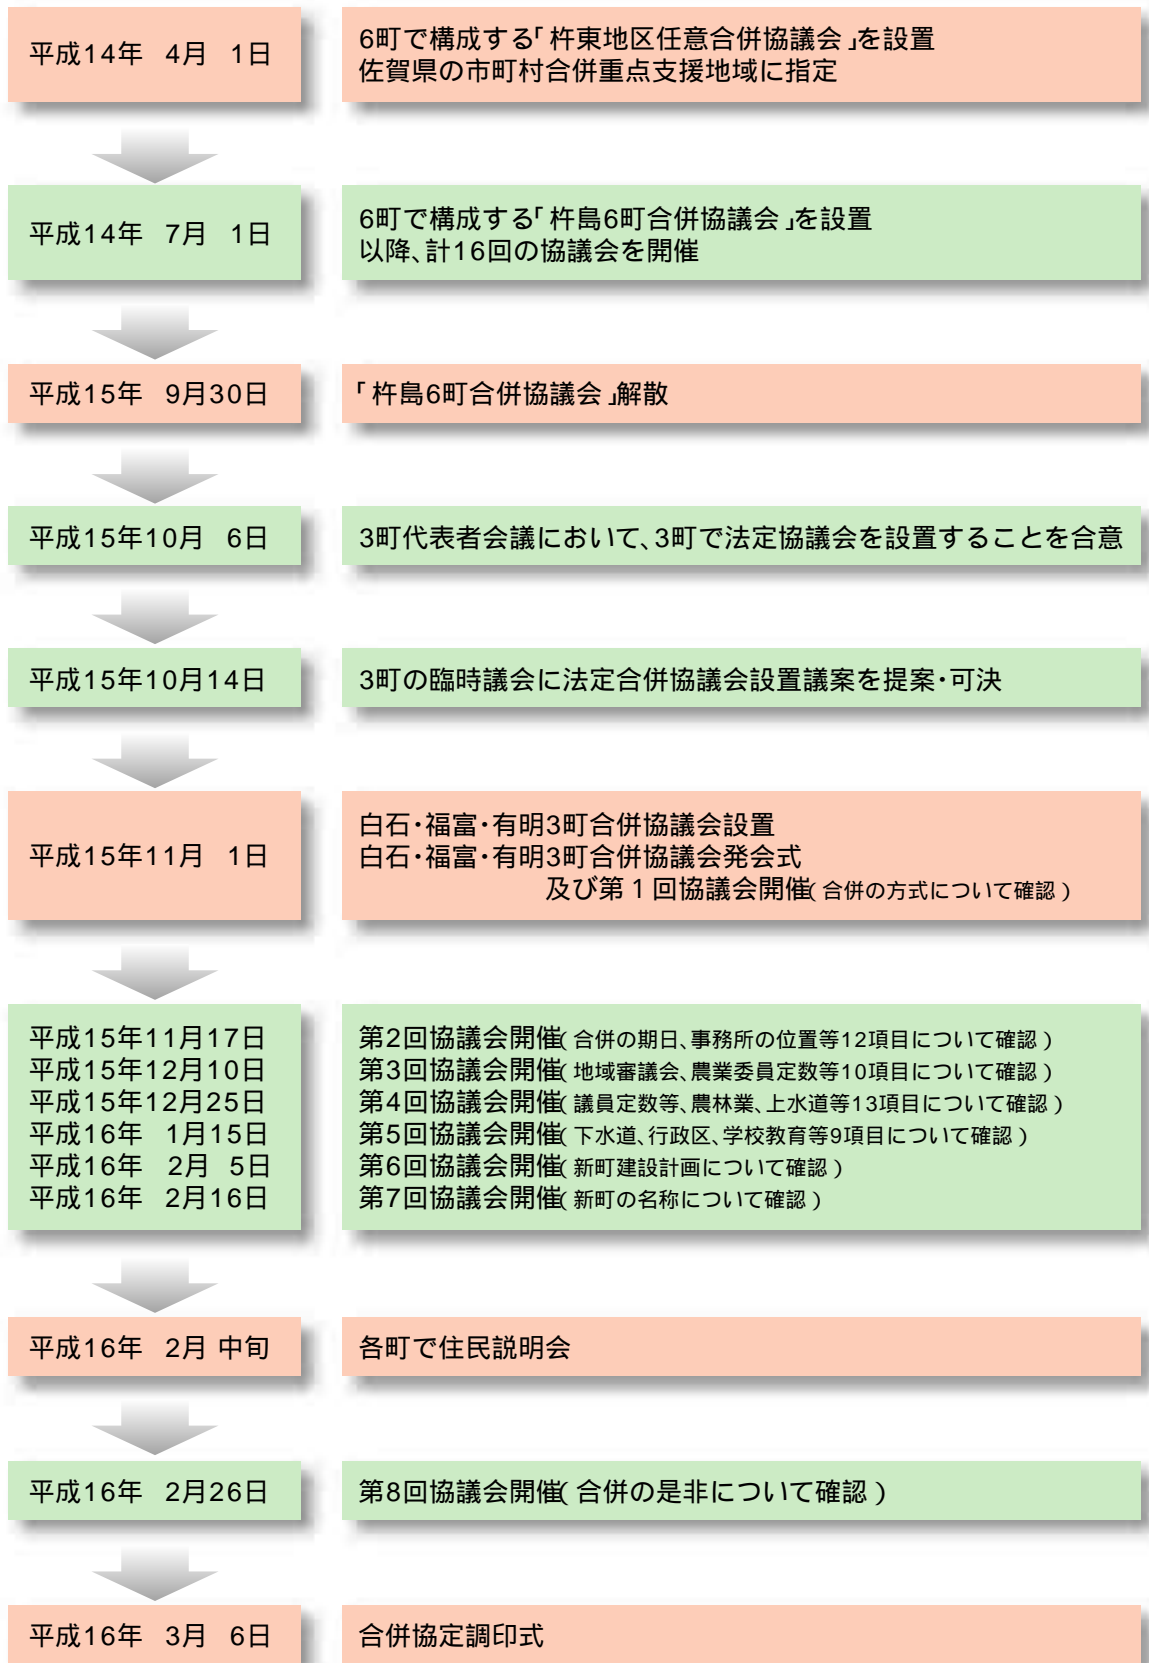 平成14年 4月 1日
6町で構成する「杵東地区任意合併協議会」を設置
佐賀県の市町村合併重点支援地域に指定
平成14年 7月 1日
6町で構成する「杵島6町合併協議会」を設置
以降、計16回の協議会を開催
平成15年 9月30日
「杵島6町合併協議会」解散
平成15年10月 6日
3町代表者会議において、3町で法定協議会を設置することを合意
平成15年10月14日
3町の臨時議会に法定合併協議会設置議案を提案・可決
平成15年11月 1日
白石・福富・有明3町合併協議会設置
白石・福富・有明3町合併協議会発会式
及び第1回協議会開催(合併の方式について確認)
平成15年11月17日 第2回協議会開催(合併の期日、事務所の位置等12項目について確認)
平成15年12月10日 第3回協議会開催(地域審議会、農業委員定数等10項目について確認)
平成15年12月25日 第4回協議会開催(議員定数等、農林業、上水道等13項目について確認)
平成16年 1月15日 第5回協議会開催(下水道、行政区、学校教育等9項目について確認)
平成16年 2月 5日 第6回協議会開催(新町建設計画について確認)
平成16年 2月16日 第7回協議会開催(新町の名称について確認)
平成16年 2月 中旬
各町で住民説明会
平成16年 2月26日
第8回協議会開催(合併の是非について確認)
平成16年 3月 6日
合併協定調印式